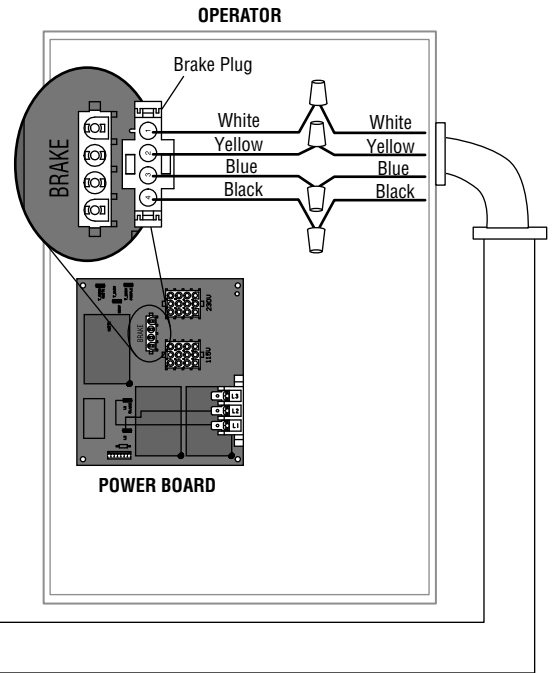 OPERATOR
Brake Plug
BRAKE
1
2
3
4
White
Yellow
Blue
Black
White
Yellow
Blue
Black
BRAKE
230V
115V
L3
L2
L1
POWER BOARD